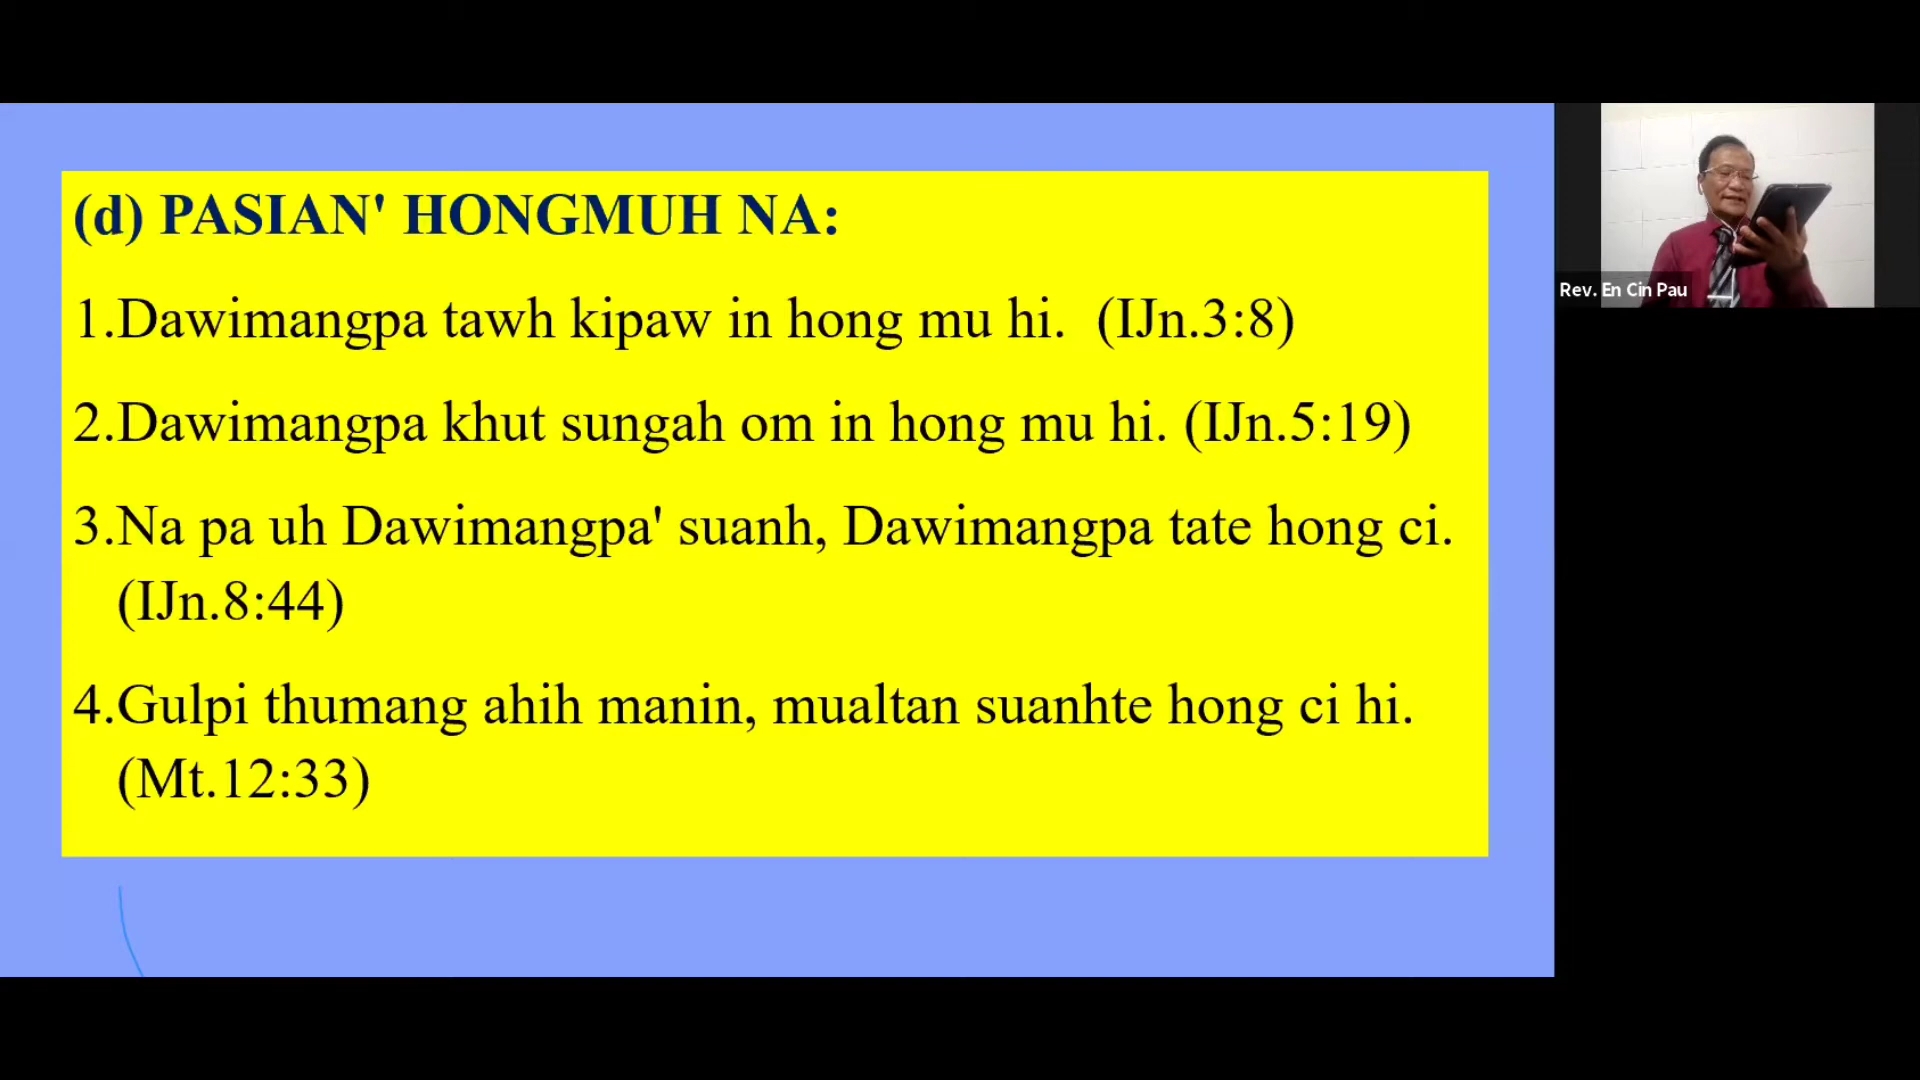 (d) PASIAN' HONGMUH NA:
1.Dawimangpa tawh kipaw in hong mu hi. (IJn.3:8)
2.Dawimangpa khut sungah om in hong mu hi. (IJn.5:19)
3.Na pa uh Dawimangpa' suanh, Dawimangpa tate hong ci.
(IJn.8:44)
4.Gulpi thumang ahih manin, mualtan suanhte hong ci hi.
(Mt.12:33)
Rev. En Cin Pau